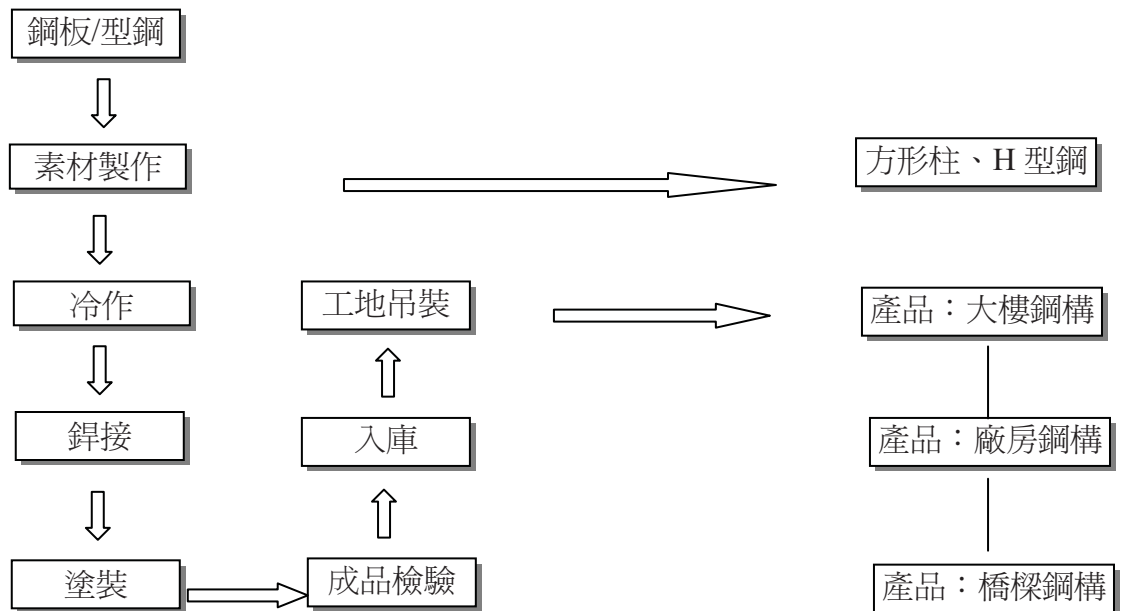 鋼板/型鋼
素材製作
方形柱、H 型鋼
冷作
工地吊裝
產品：大樓鋼構
銲接
入庫
產品：廠房鋼構
塗裝
成品檢驗
產品：橋樑鋼構